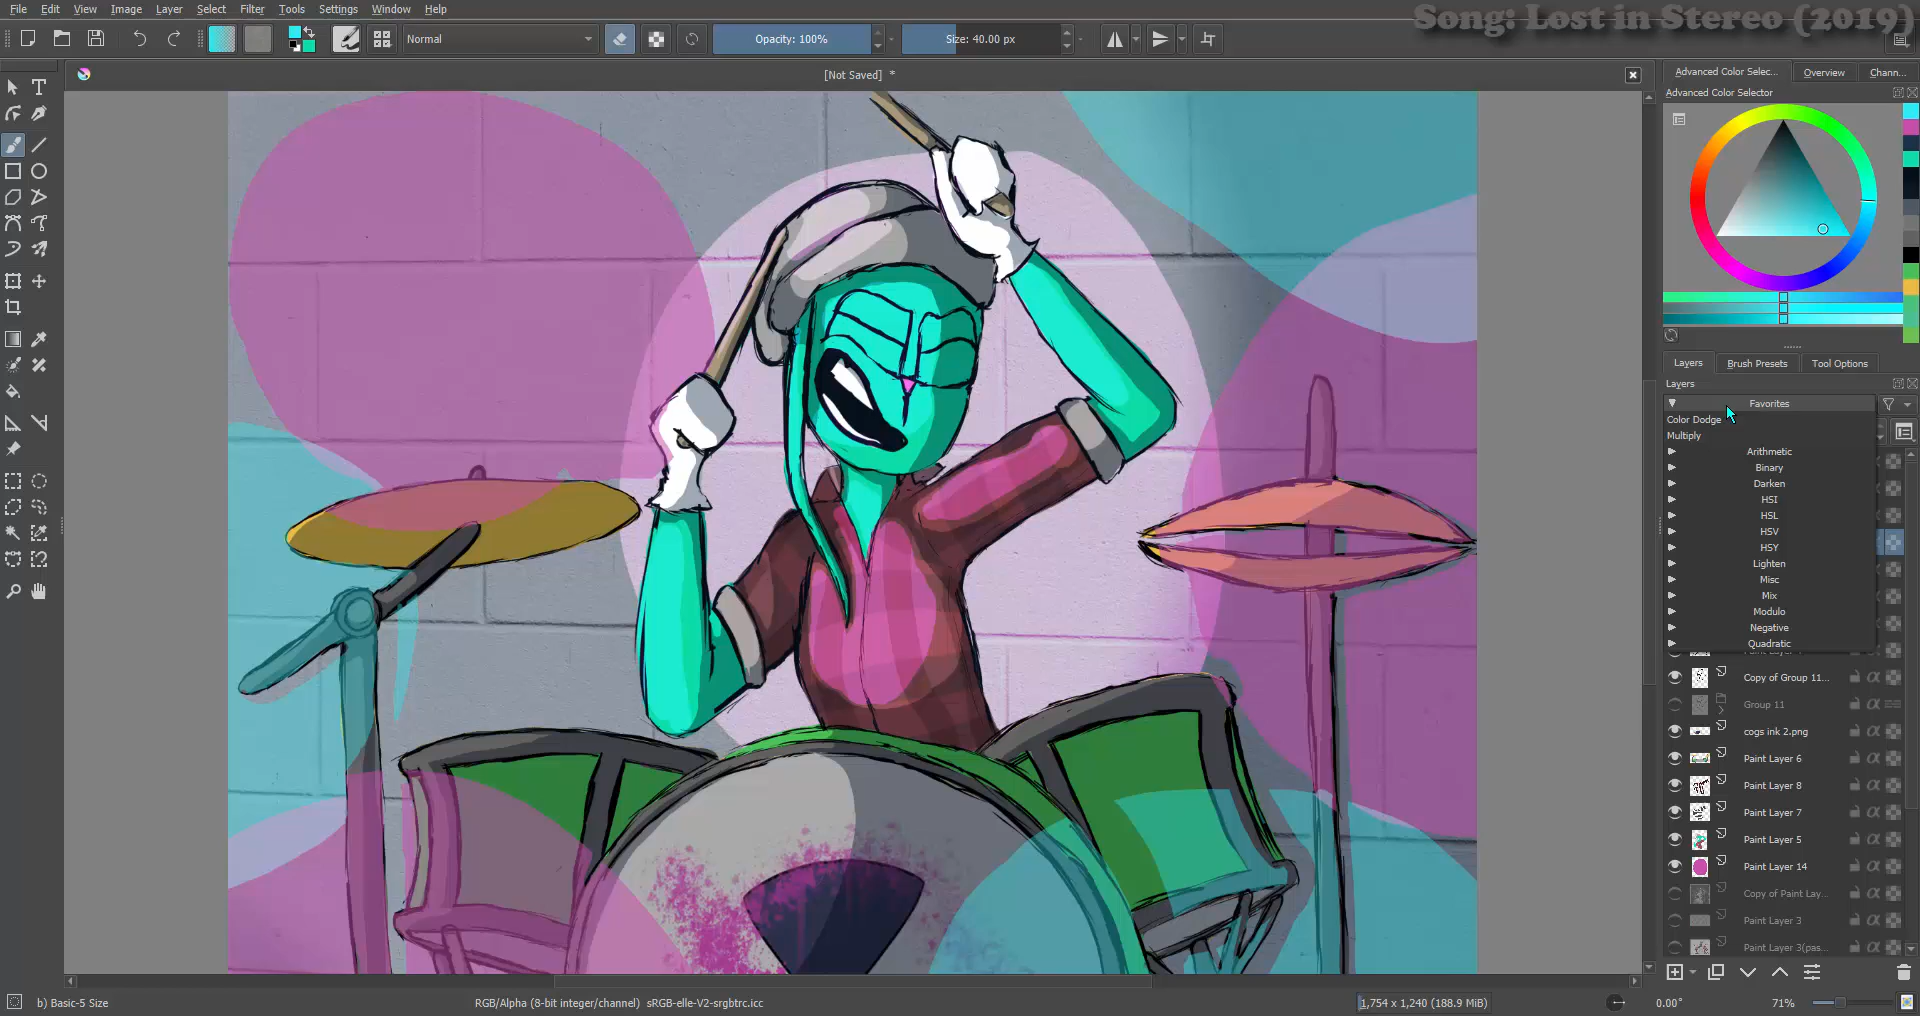 File Edit View Image Layer Select Filter Tools Settings Window Help
Song: Lost in Stereo (2019)
Normal
Opacity: 100%
Size: 40.00 px
[Not Saved] *
Advanced Color Selec...
Overview
Chann...
Advanced Color Selector
Layers
Brush Presets
Tool Options
Layers
Favorites
Color Dodge
Multiply
Arithmetic
Binary
Darken
HSI
HSL
HSV
HSY
Lighten
Misc
Mix
Modulo
Negative
Quadratic
Copy of Group 11...
Group 11
cogs ink 2.png
Paint Layer 6
Paint Layer 8
Paint Layer 7
Paint Layer 5
Paint Layer 14
Copy of Paint Lay...
Paint Layer 3
Paint Layer 3(pas...
b) Basic-5 Size
RGB/Alpha (8-bit integer/channel) sRGB-elle-V2-srgbtrc.icc
1,754 x 1,240 (188.9 MiB)
0.00°
71%